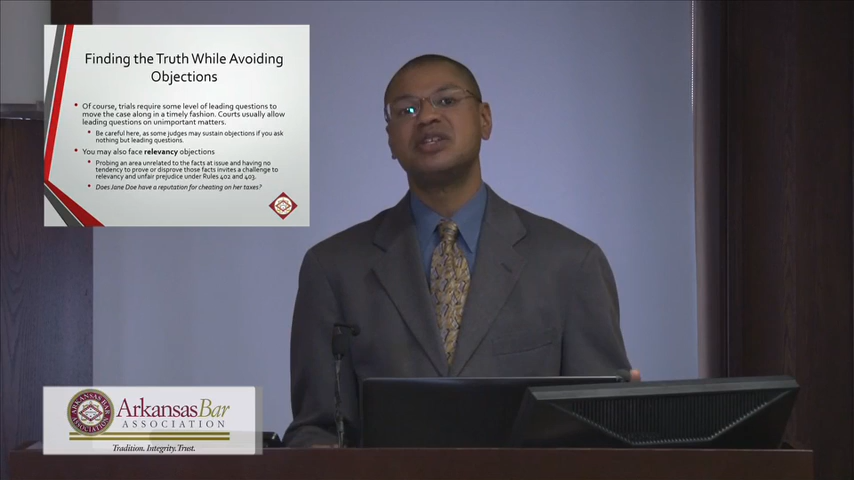 Finding the Truth While Avoiding
Objections
• Of course, trials require some level of leading questions to
move the case along in a timely fashion. Courts usually allow
leading questions on unimportant matters.
• Be careful here, as some judges may sustain objections if you ask
nothing but leading questions.
• You may also face relevancy objections
• Probing an area unrelated to the facts at issue and having no
tendency to prove or disprove those facts invites a challenge to
relevancy and unfair prejudice under Rules 402 and 403.
• Does Jane Doe have a reputation for cheating on her taxes?
ArkansasBar
ASSOCIATION
Tradition. Integrity. Trust.